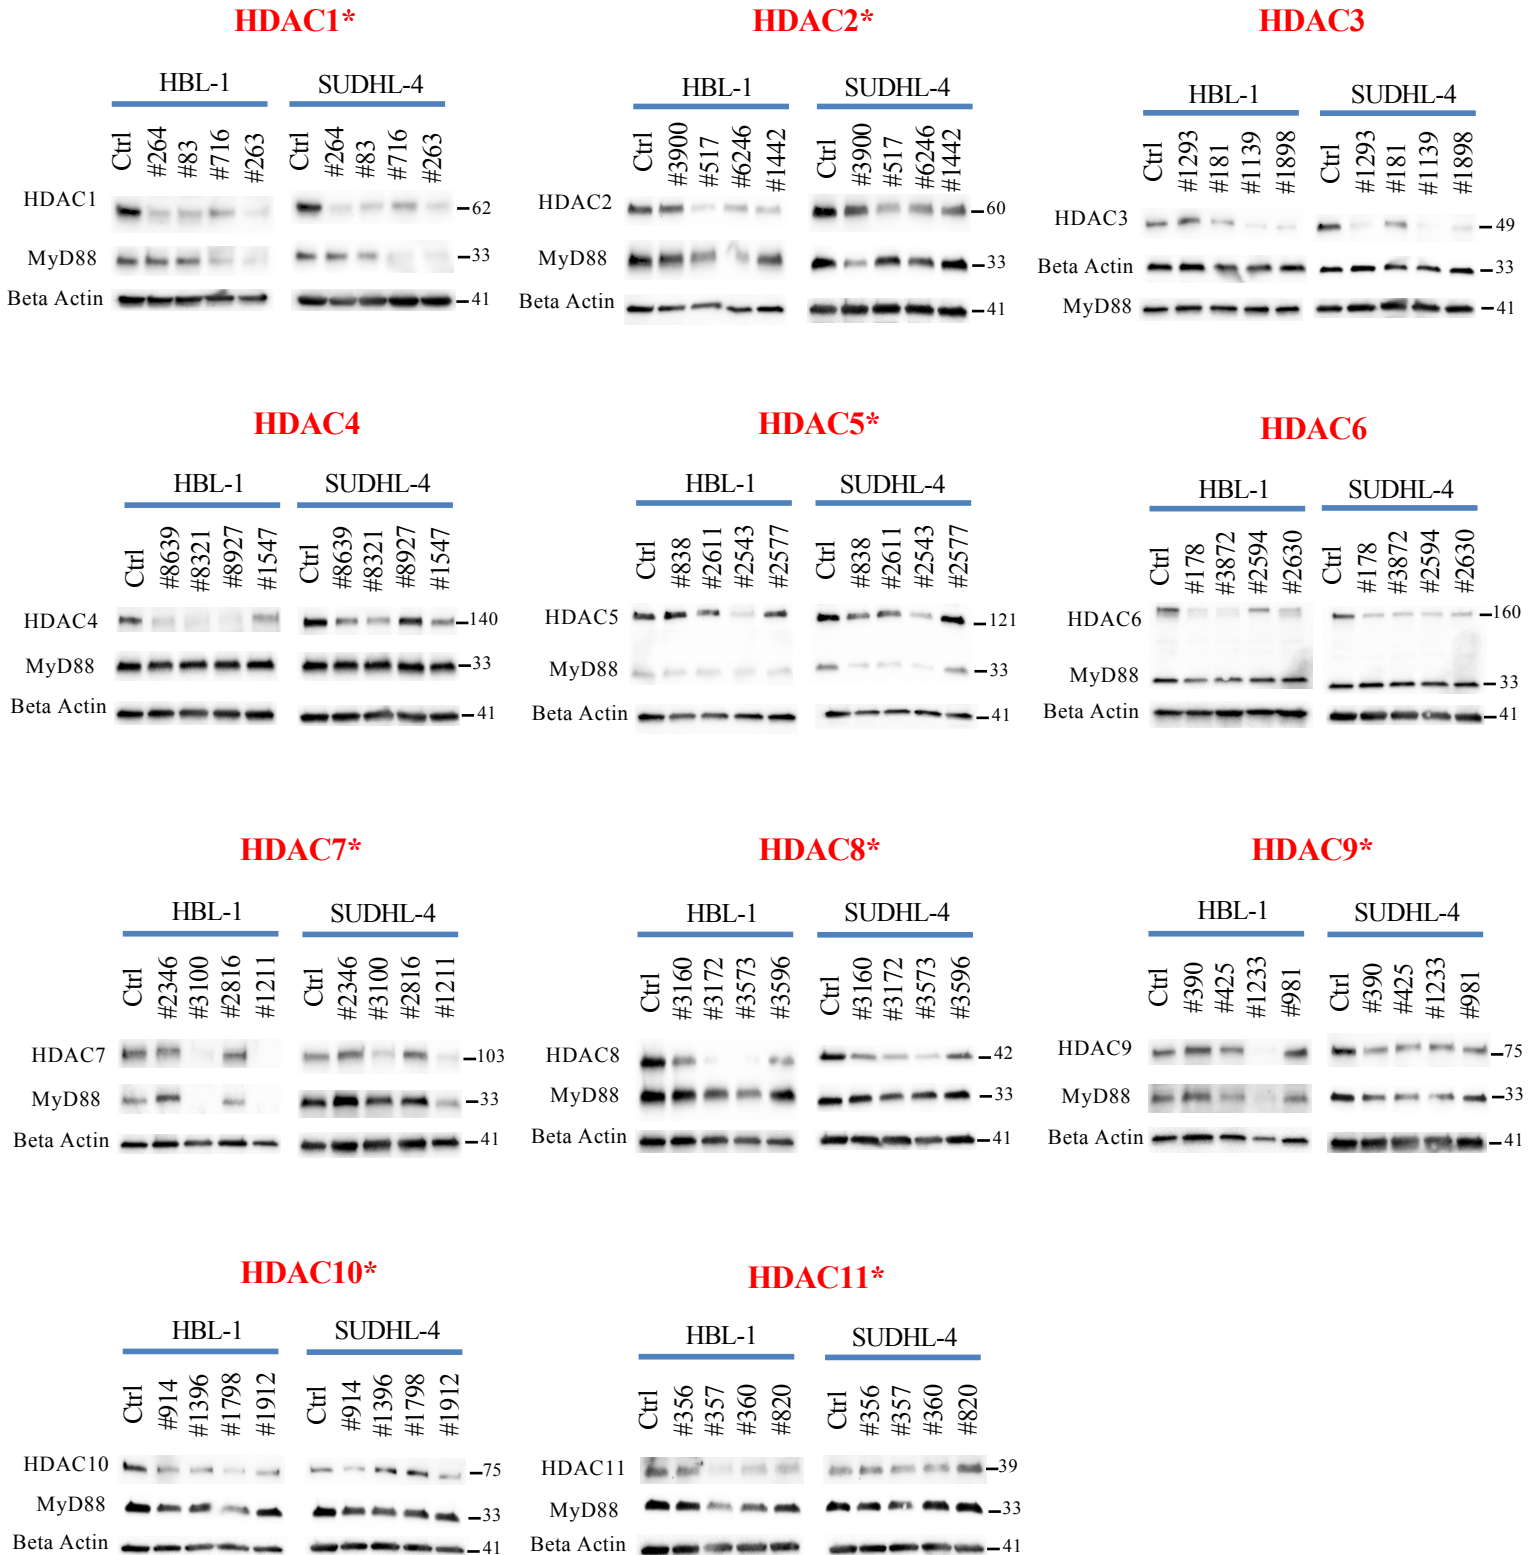 HDAC1*
HBL-1 SUDHL-4
Ctrl #264 #83 #716 #263 Ctrl #264 #83 #716 #263
HDAC1 62
MyD88 33
Beta Actin 41
HDAC2*
HBL-1 SUDHL-4
Ctrl #3900 #517 #6246 #1442 Ctrl #3900 #517 #6246 #1442
HDAC2 60
MyD88 33
Beta Actin 41
HDAC3
HBL-1 SUDHL-4
Ctrl #1293 #181 #1139 #1898 Ctrl #1293 #181 #1139 #1898
HDAC3 49
Beta Actin 33
MyD88 41
HDAC4
HBL-1 SUDHL-4
Ctrl #8639 #8321 #8927 #1547 Ctrl #8639 #8321 #8927 #1547
HDAC4 140
MyD88 33
Beta Actin 41
HDAC5*
HBL-1 SUDHL-4
Ctrl #838 #2611 #2543 #2577 Ctrl #838 #2611 #2543 #2577
HDAC5 121
MyD88 33
Beta Actin 41
HDAC6
HBL-1 SUDHL-4
Ctrl #178 #3872 #2594 #2630 Ctrl #178 #3872 #2594 #2630
HDAC6 160
MyD88 33
Beta Actin 41
HDAC7*
HBL-1 SUDHL-4
Ctrl #2346 #3100 #2816 #1211 Ctrl #2346 #3100 #2816 #1211
HDAC7 103
MyD88 33
Beta Actin 41
HDAC8*
HBL-1 SUDHL-4
Ctrl #3160 #3172 #3573 #3596 Ctrl #3160 #3172 #3573 #3596
HDAC8 42
MyD88 33
Beta Actin 41
HDAC9*
HBL-1 SUDHL-4
Ctrl #390 #425 #1233 #981 Ctrl #390 #425 #1233 #981
HDAC9 75
MyD88 33
Beta Actin 41
HDAC10*
HBL-1 SUDHL-4
Ctrl #914 #1396 #1798 #1912 Ctrl #914 #1396 #1798 #1912
HDAC10 75
MyD88 33
Beta Actin 41
HDAC11*
HBL-1 SUDHL-4
Ctrl #356 #357 #360 #820 Ctrl #356 #357 #360 #820
HDAC11 39
MyD88 33
Beta Actin 41